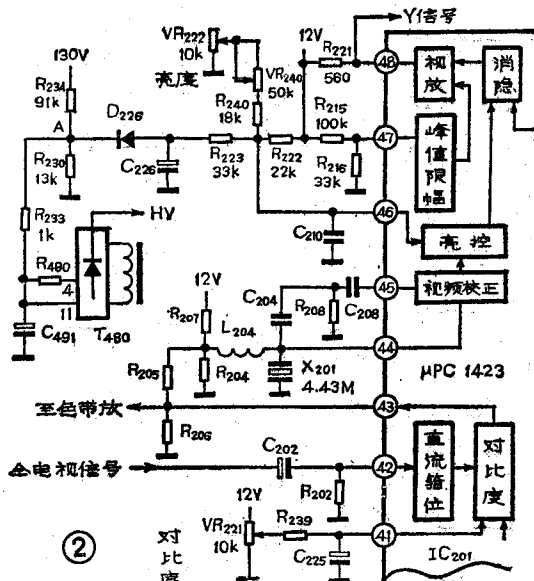 Y信号
VR222
10k
亮度
12V
R221
560
48
视放
消隐
130V
R234
91k
VR240
50k
R240
18k
R215
100k
47
峰值限幅
A
D226
C226
R223
33k
R222
22k
R216
33k
R230
13k
46
R233
1k
HV
C210
亮控
R480
4
11
C491
T480
12V
R207
L204
C204
R208
C208
45
视频校正
44
R205
R204
X201
4.43M
μPC 1423
至色带放
43
R206
全电视信号
C202
42
直流箝位
对比度
R202
12V
VR221
10k
R239
41
C225
IC201
②
对比度